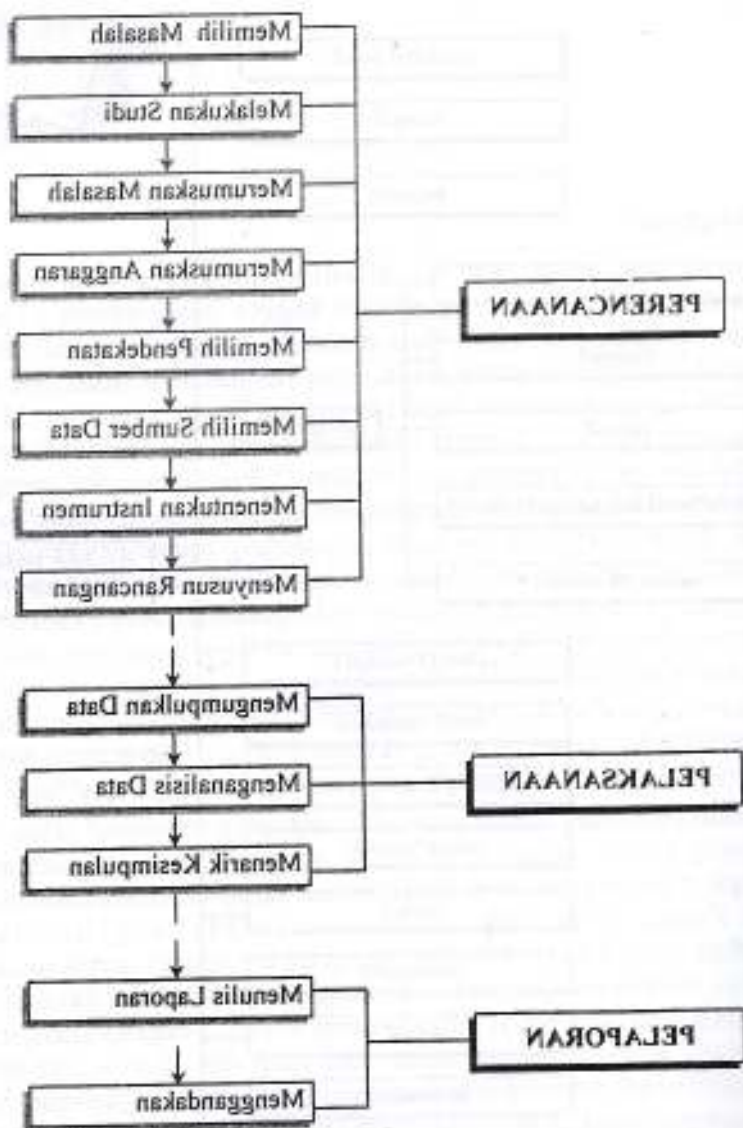 Memilih Masalah
Melakukan Studi
Merumuskan Masalah
Merumuskan Anggaran
Memilih Pendekatan
Memilih Sumber Data
Menentukan Instrumen
Menyusun Rancangan
PERENCANAAN
Mengumpulkan Data
Menganalisis Data
Menarik Kesimpulan
PELAKSANAAN
Menulis Laporan
Menggandakan
PELAPORAN